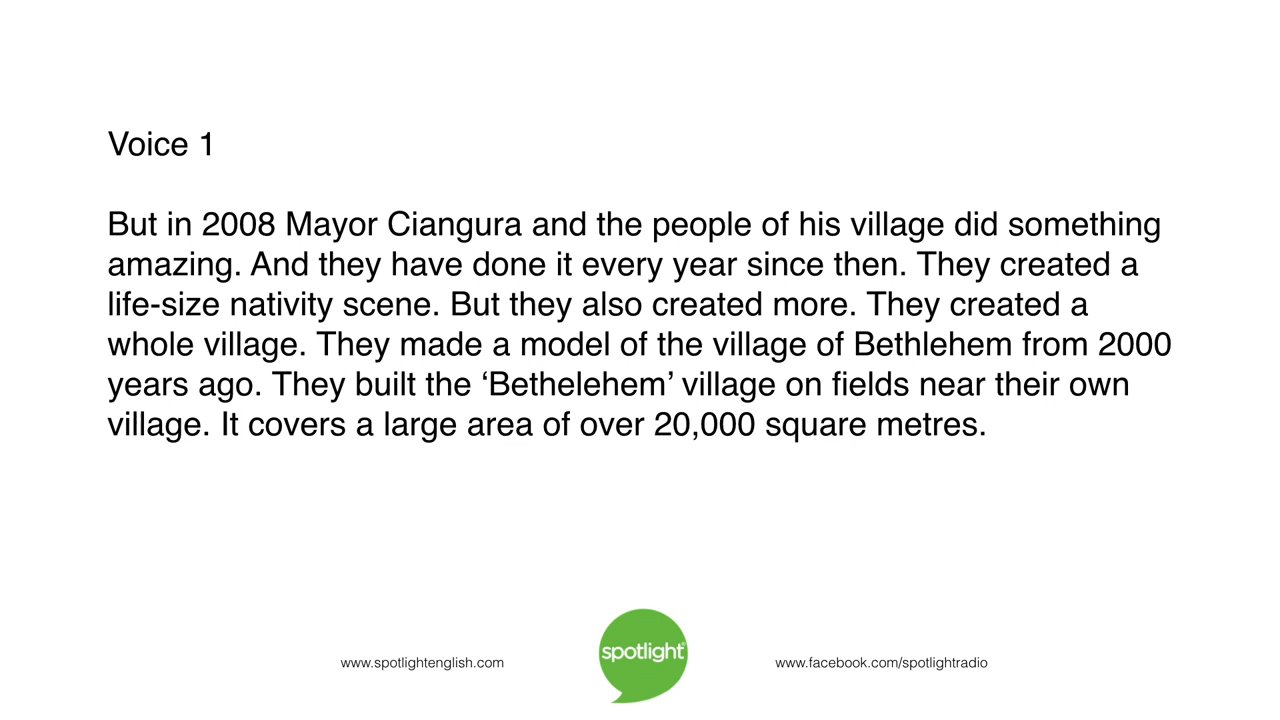 Voice 1
But in 2008 Mayor Ciangura and the people of his village did something
amazing. And they have done it every year since then. They created a
life-size nativity scene. But they also created more. They created a
whole village. They made a model of the village of Bethlehem from 2000
years ago. They built the ‘Bethelehem’ village on fields near their own
village. It covers a large area of over 20,000 square metres.
www.spotlightenglish.com
spotlight®
www.facebook.com/spotlightradio